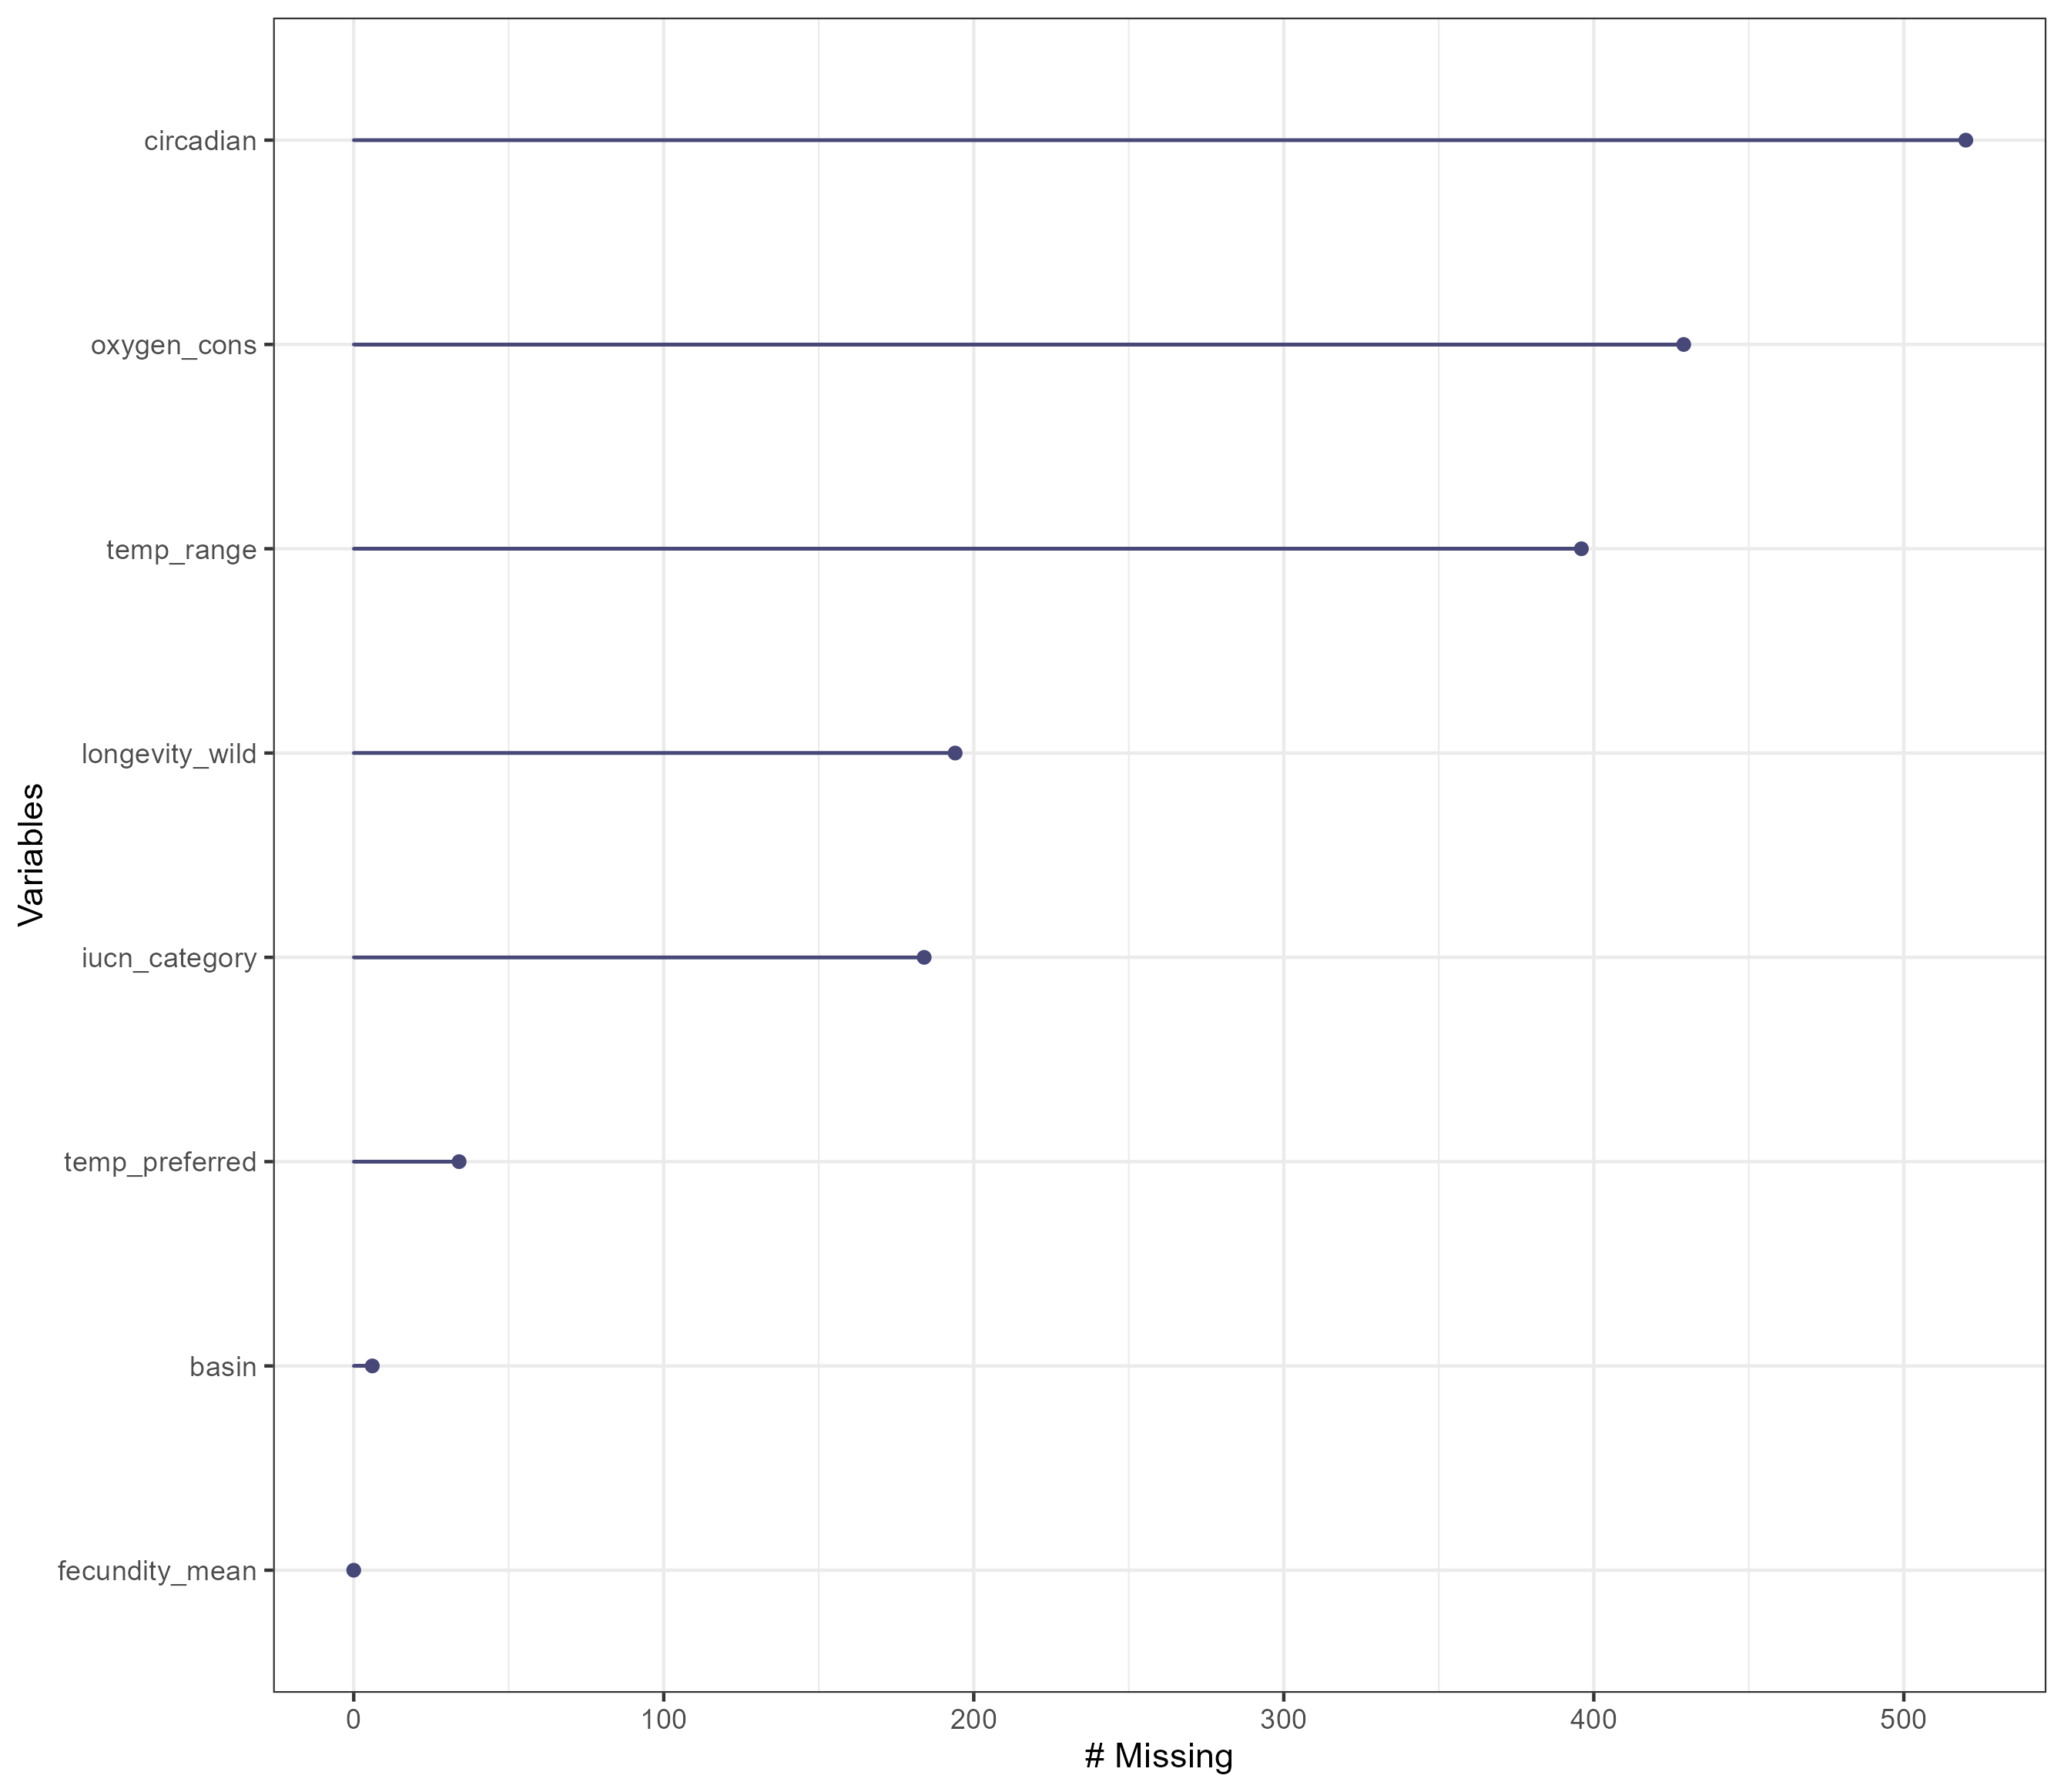 circadian
oxygen_cons
temp_range
longevity_wild
iucn_category
temp_preferred
basin
fecundity_mean
Variables
0 100 200 300 400 500
# Missing